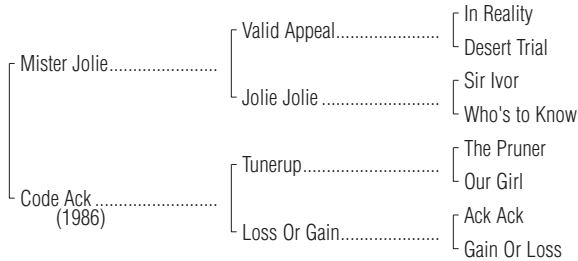 In Reality
Valid Appeal....................
Desert Trial
Mister Jolie......................
Sir Ivor
Jolie Jolie ........................
Who's to Know
The Pruner
Tunerup...........................
Our Girl
Code Ack .........................
(1986)
Ack Ack
Loss Or Gain....................
Gain Or Loss